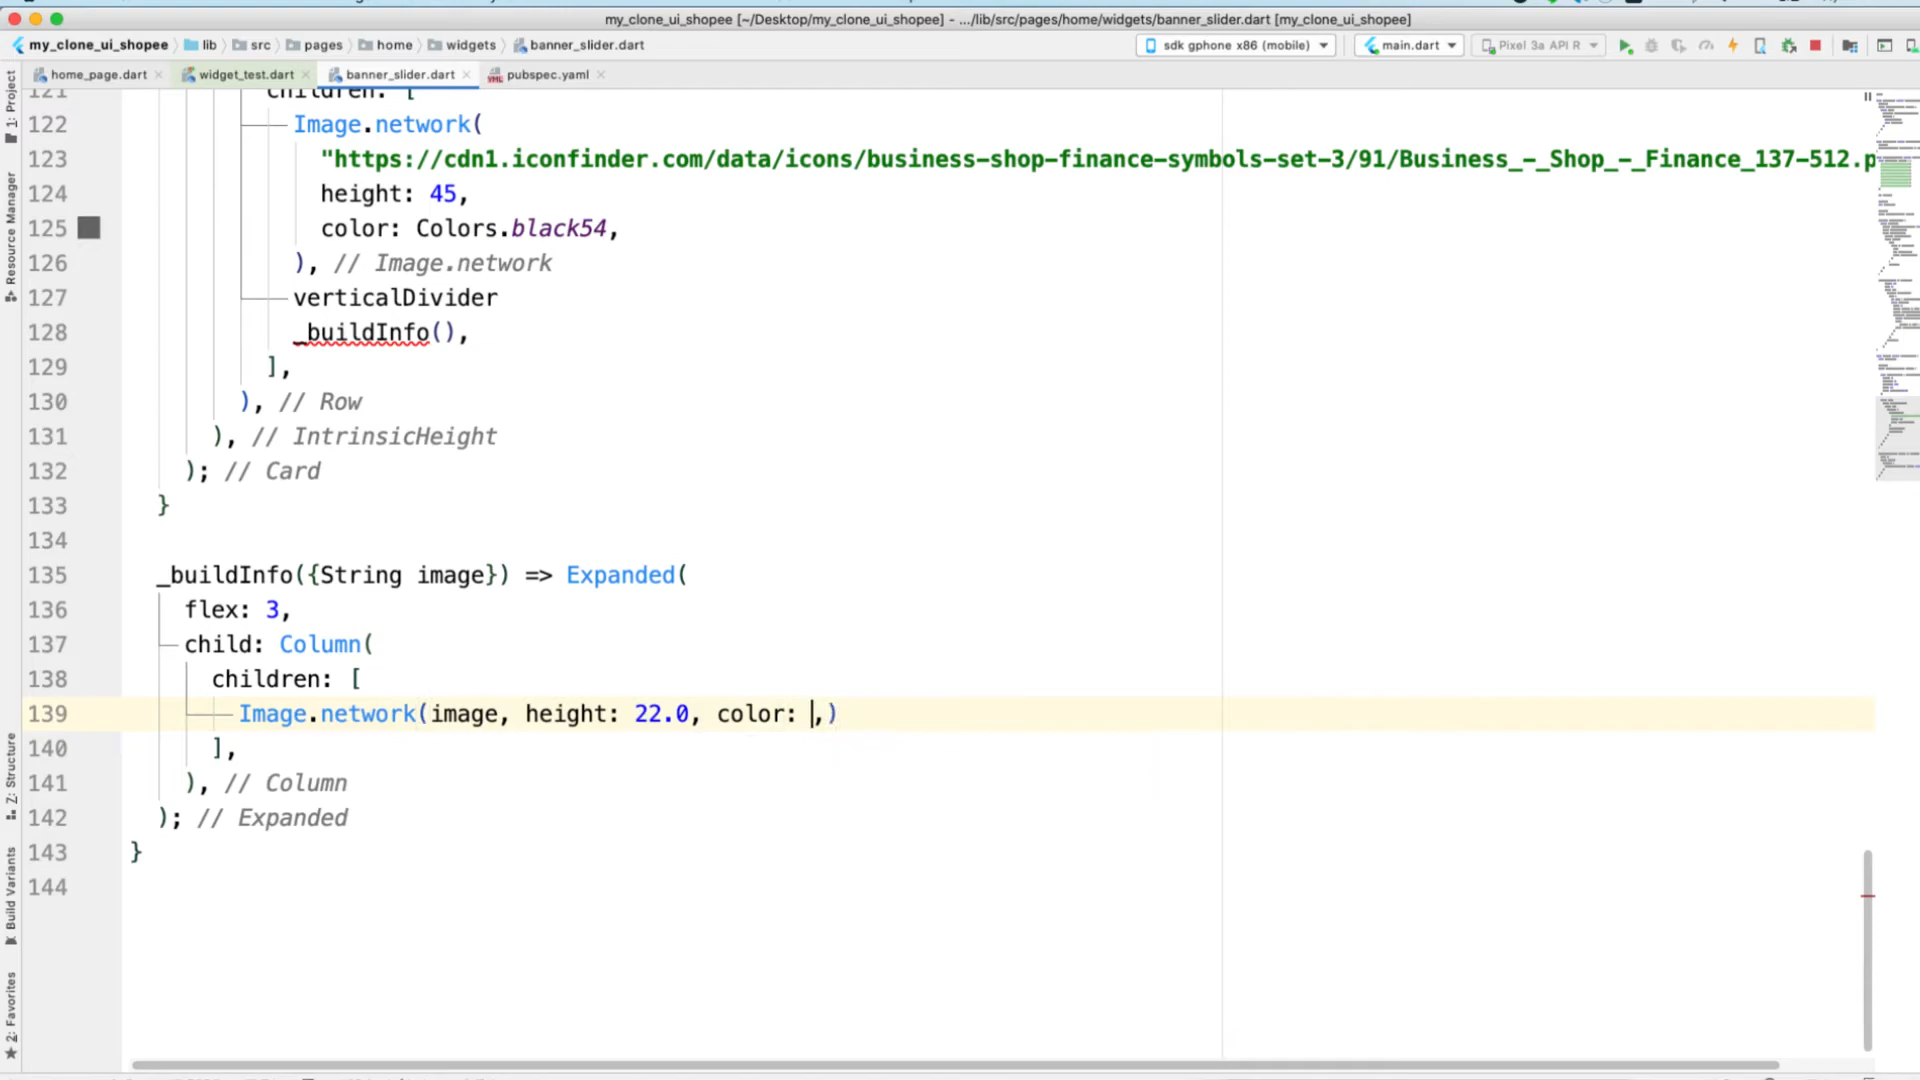 my_clone_ui_shopee [~/Desktop/my_clone_ui_shopee] - .../lib/src/pages/home/widgets/banner_slider.dart [my_clone_ui_shopee]
my_clone_ui_shopee lib src pages home widgets banner_slider.dart sdk gphone x86 (mobile) main.dart Pixel 3a API R
home_page.dart widget_test.dart banner_slider.dart pubspec.yaml
1: Project
Resource Manager
Z: Structure
Build Variants
2: Favorites
121 children: [
122 Image.network(
123 "https://cdn1.iconfinder.com/data/icons/business-shop-finance-symbols-set-3/91/Business_-_Shop_-_Finance_137-512.p
124 height: 45,
125 color: Colors.black54,
126 ), // Image.network
127 verticalDivider
128 _buildInfo(),
129 ],
130 ), // Row
131 ), // IntrinsicHeight
132 ); // Card
133 }
134
135 _buildInfo({String image}) => Expanded(
136 flex: 3,
137 child: Column(
138 children: [
139 Image.network(image, height: 22.0, color: ,)
140 ],
141 ), // Column
142 ); // Expanded
143 }
144